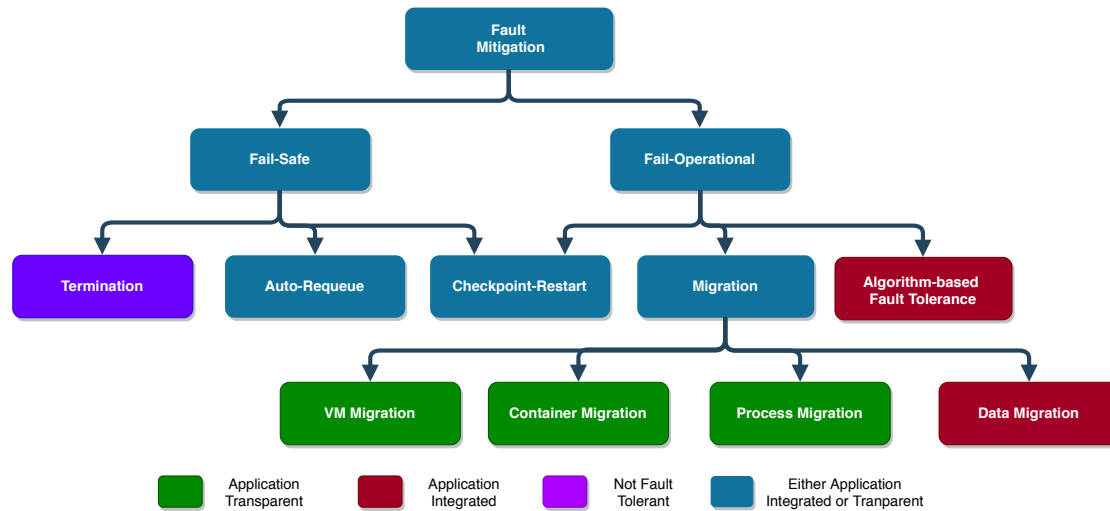 Fault
Mitigation
Fail-Safe
Fail-Operational
Termination
Auto-Requeue
Checkpoint-Restart
Migration
Algorithm-based
Fault Tolerance
VM Migration
Container Migration
Process Migration
Data Migration
Application
Transparent
Application
Integrated
Not Fault
Tolerant
Either Application
Integrated or Tranparent